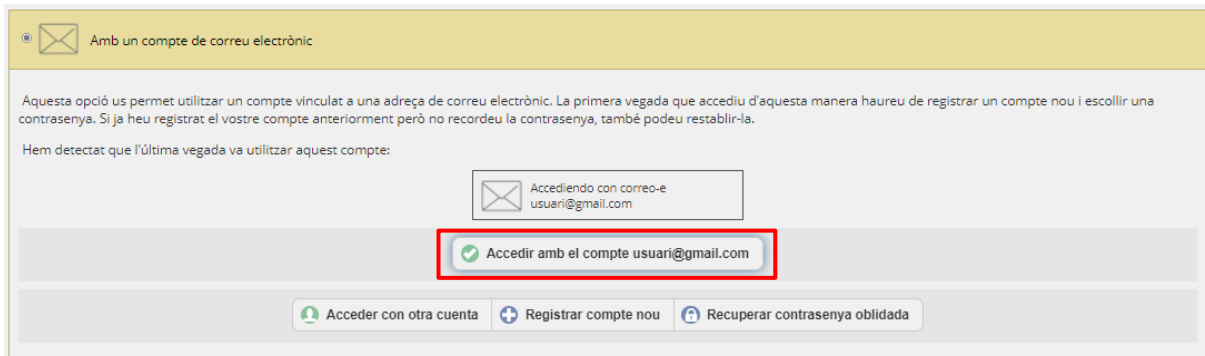 Amb un compte de correu electrònic
Aquesta opció us permet utilitzar un compte vinculat a una adreça de correu electrònic. La primera vegada que accediu d'aquesta manera haureu de registrar un compte nou i escollir una
contrasenya. Si ja heu registrat el vostre compte anteriorment però no recordeu la contrasenya, també podeu restablir-la.
Hem detectat que l'última vegada va utilitzar aquest compte:
Accediendo con correo-e
usuari@gmail.com
Accedir amb el compte usuari@gmail.com
Acceder con otra cuenta Registrar compte nou Recuperar contrasenya oblidada